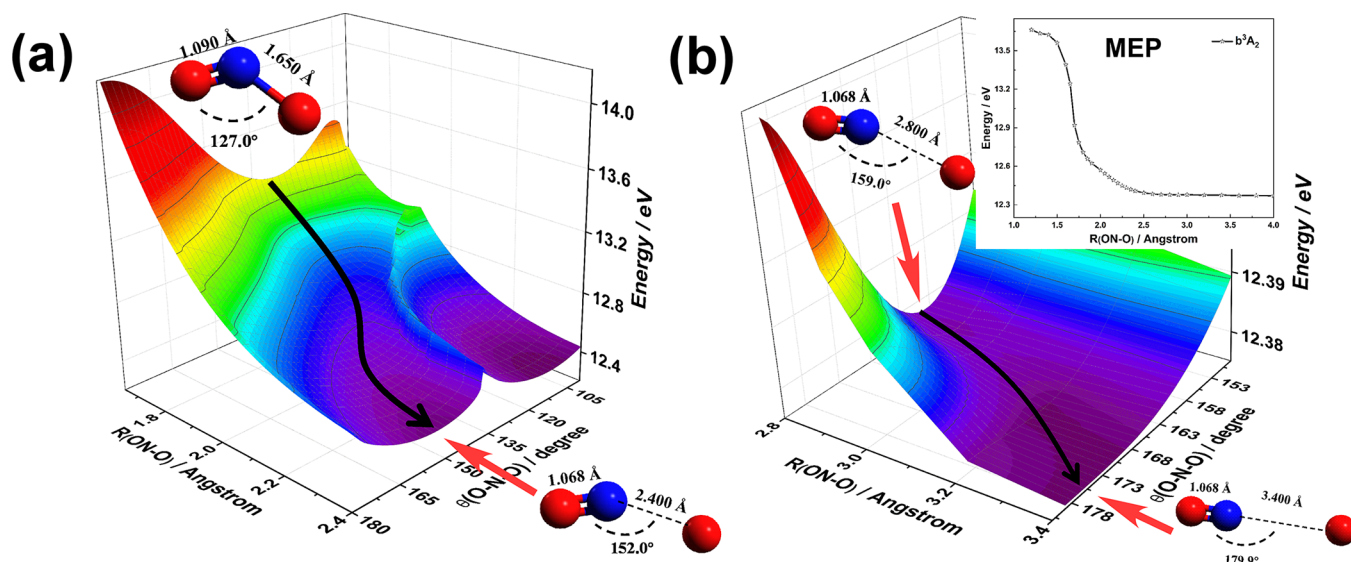 (a)
1.090 Å
1.650 Å
127.0°
14.0
13.6
13.2
12.8
12.4
Energy / eV
1.8
2.0
2.2
2.4
R(ON-O) / Angstrom
105
120
135
150
165
180
θ(O-N-O) / degree
1.068 Å
2.400 Å
152.0°
(b)
1.068 Å
2.800 Å
159.0°
MEP
b³A₂
13.5
13.2
12.9
12.6
12.3
Energy / eV
1.0
1.5
2.0
2.5
3.0
3.5
4.0
R(ON-O) / Angstrom
12.39
12.38
Energy / eV
2.8
3.0
3.2
3.4
R(ON-O) / Angstrom
153
158
163
168
173
178
θ(O-N-O) / degree
1.068 Å
3.400 Å
179.9°